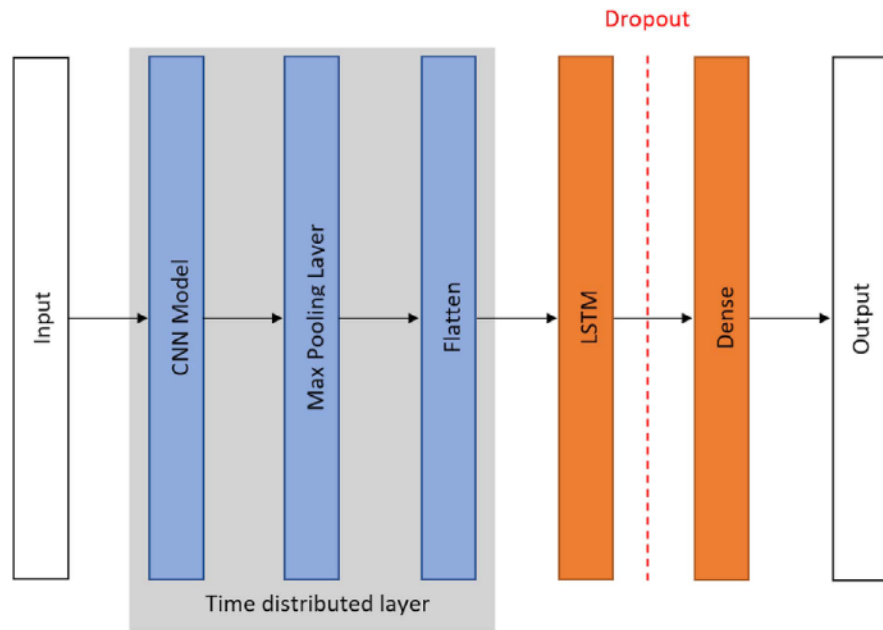 Dropout
Input
CNN Model
Max Pooling Layer
Flatten
LSTM
Dense
Output
Time distributed layer